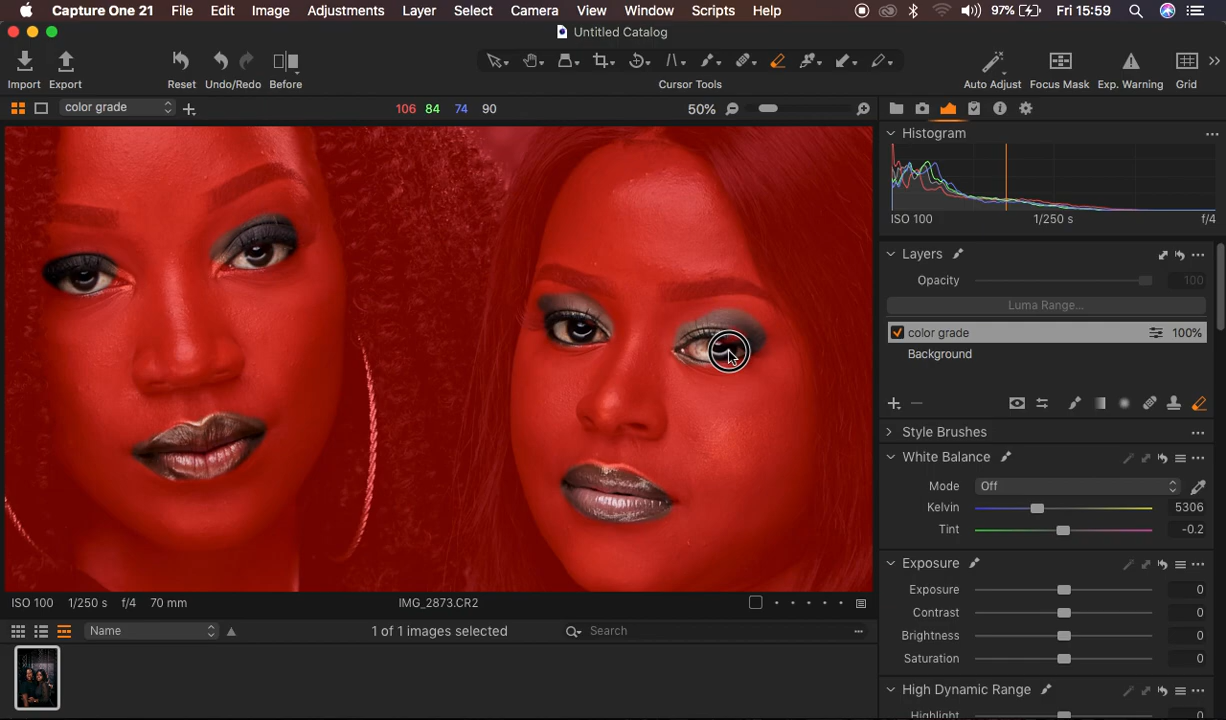 Capture One 21 File Edit Image Adjustments Layer Select Camera View Window Scripts Help 97% Fri 15:59
Untitled Catalog
Import Export Reset Undo/Redo Before Cursor Tools Auto Adjust Focus Mask Exp. Warning Grid
color grade 106 84 74 90 50%
Histogram
ISO 100 1/250 s f/4
Layers
Opacity 100
Luma Range...
color grade 100%
Background
Style Brushes
White Balance
Mode Off
Kelvin 5306
Tint -0.2
Exposure
Exposure 0
Contrast 0
Brightness 0
Saturation 0
High Dynamic Range
Highlight 0
ISO 100 1/250 s f/4 70 mm IMG_2873.CR2
Name 1 of 1 images selected Search